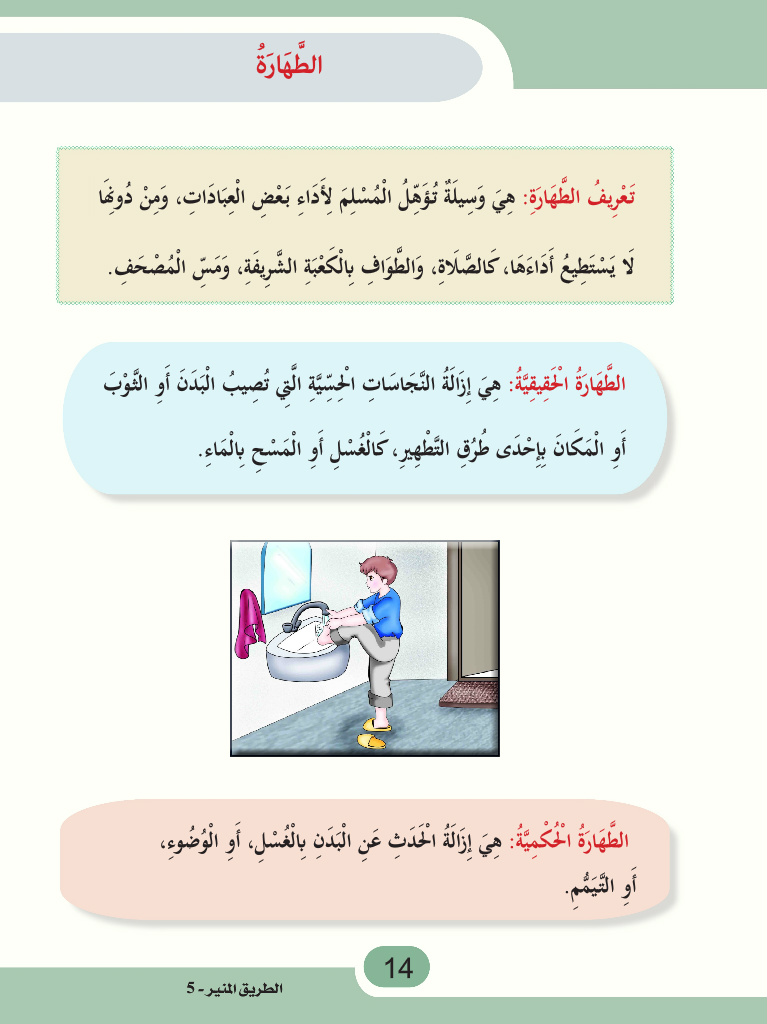 الطَّهَارَةُ
تَعْرِيفُ الطَّهَارَةِ: هِيَ وَسِيلَةٌ تُؤَهِّلُ الْمُسْلِمَ لِأَدَاءِ بَعْضِ الْعِبَادَاتِ، وَمِنْ دُونِهَا
لَا يَسْتَطِيعُ أَدَاءَهَا، كَالصَّلَاةِ، وَالطَّوَافِ بِالْكَعْبَةِ الشَّرِيفَةِ، وَمَسِّ الْمُصْحَفِ.
الطَّهَارَةُ الْحَقِيقِيَّةُ: هِيَ إِزَالَةُ النَّجَاسَاتِ الْحِسِّيَّةِ الَّتِي تُصِيبُ الْبَدَنَ أَوِ الثَّوْبَ
أَوِ الْمَكَانَ بِإِحْدَى طُرُقِ التَّطْهِيرِ، كَالْغُسْلِ أَوِ الْمَسْحِ بِالْمَاءِ.
الطَّهَارَةُ الْحُكْمِيَّةُ: هِيَ إِزَالَةُ الْحَدَثِ عَنِ الْبَدَنِ بِالْغُسْلِ، أَوِ الْوُضُوءِ،
أَوِ التَّيَمُّمِ.
14
الطريق المنير - 5